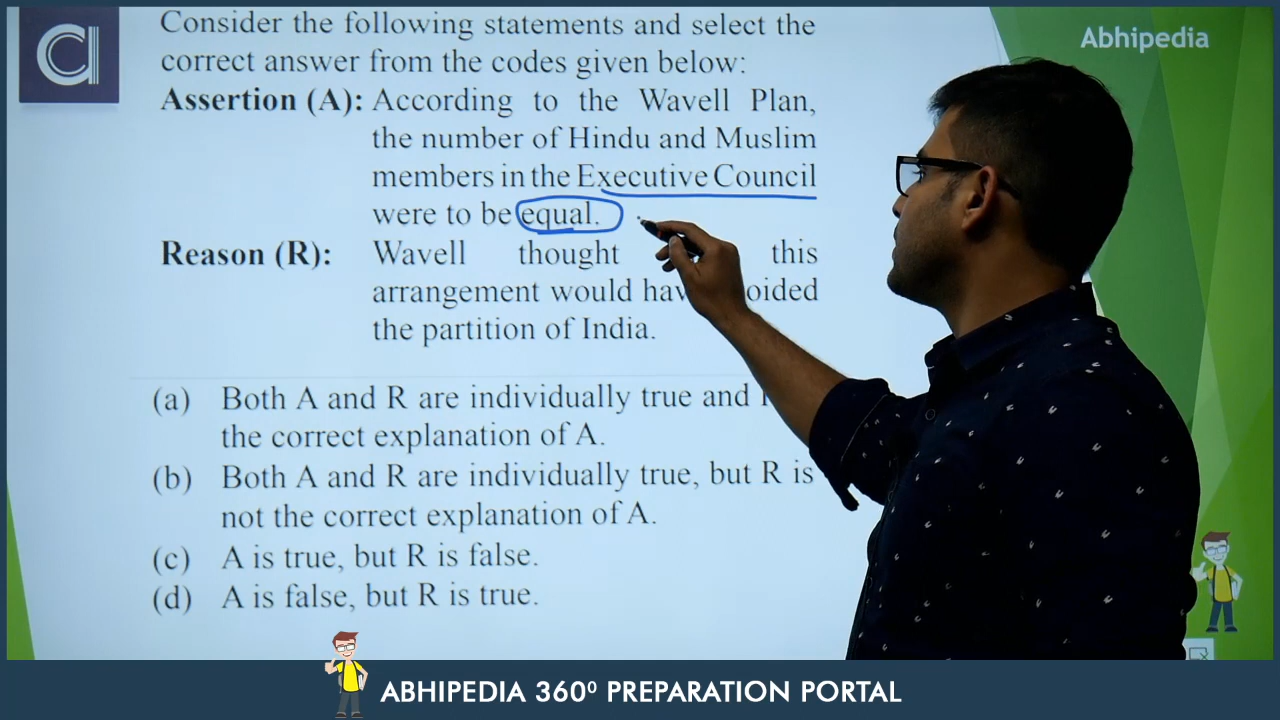 Consider the following statements and select the
Abhipedia
correct answer from the codes given below:
Assertion (A): According to the Wavell Plan,
the number of Hindu and Muslim
members in the Executive Council
were to be equal.
Reason (R): Wavell thought this
arrangement would
the partition of India.
(a) Both A and R are individually true and
the correct explanation of A.
(b) Both A and R are individually true, but R is
not the correct explanation of A.
(c) A is true, but R is false.
(d) A is false, but R is true.
ABHIPEDIA 360⁰ PREPARATION PORTAL